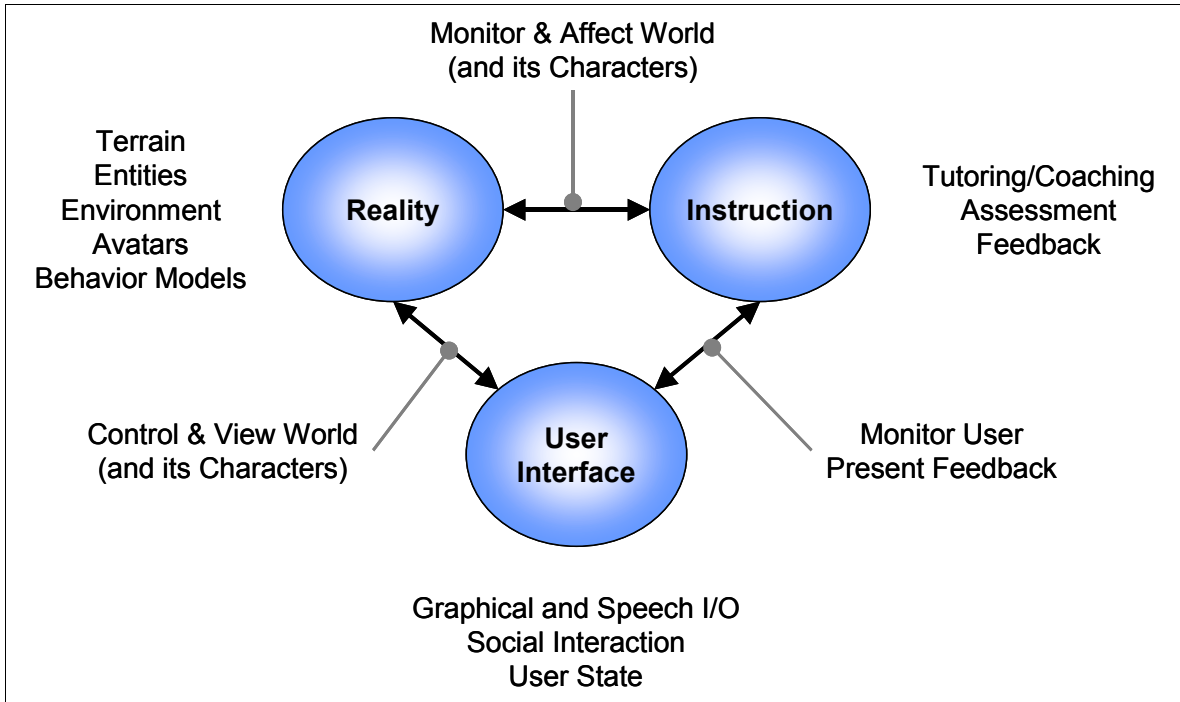 Monitor & Affect World
(and its Characters)
Terrain
Entities
Environment
Avatars
Behavior Models
Reality
Instruction
Tutoring/Coaching
Assessment
Feedback
Control & View World
(and its Characters)
User
Interface
Monitor User
Present Feedback
Graphical and Speech I/O
Social Interaction
User State